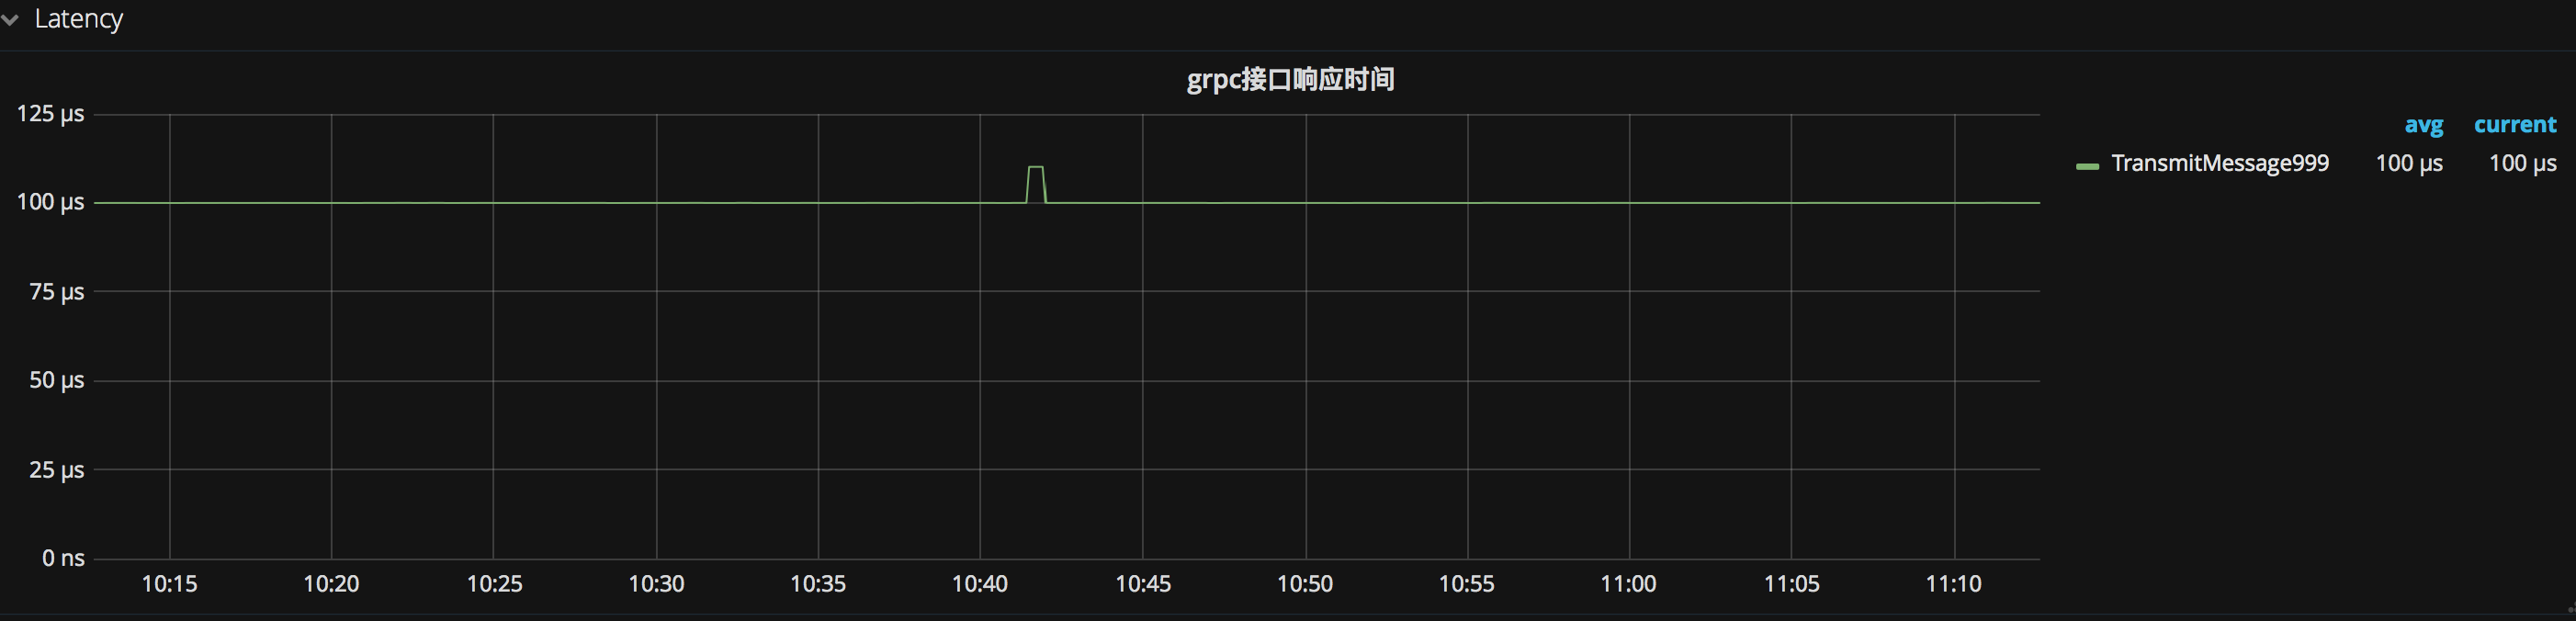 Latency
grpc接口响应时间
125 µs
100 µs
75 µs
50 µs
25 µs
0 ns
10:15 10:20 10:25 10:30 10:35 10:40 10:45 10:50 10:55 11:00 11:05 11:10
avg current
TransmitMessage999 100 µs 100 µs